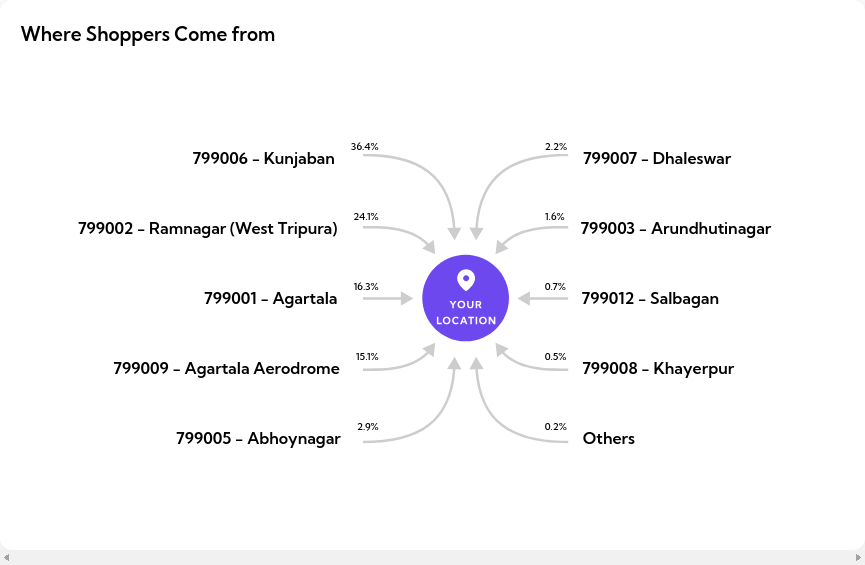 Where Shoppers Come from
36.4%
799006 - Kunjaban
2.2%
799007 - Dhaleswar
24.1%
799002 - Ramnagar (West Tripura)
1.6%
799003 - Arundhutinagar
16.3%
799001 - Agartala
0.7%
799012 - Salbagan
YOUR
LOCATION
15.1%
799009 - Agartala Aerodrome
0.5%
799008 - Khayerpur
2.9%
799005 - Abhoynagar
0.2%
Others